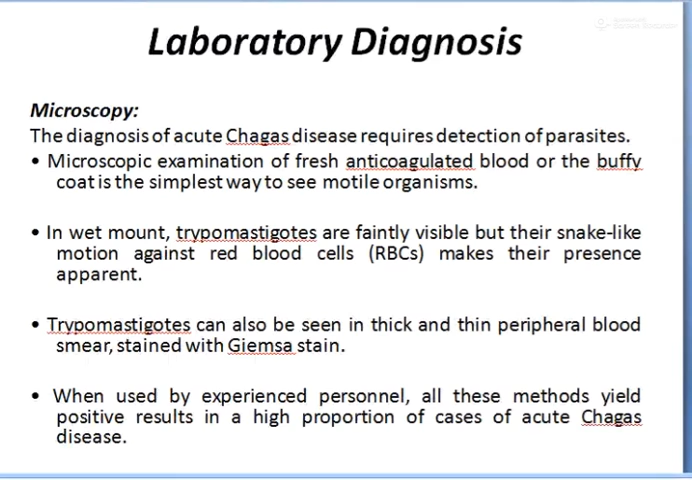 Laboratory Diagnosis
Microscopy:
The diagnosis of acute Chagas disease requires detection of parasites.
• Microscopic examination of fresh anticoagulated blood or the buffy
coat is the simplest way to see motile organisms.
• In wet mount, trypomastigotes are faintly visible but their snake-like
motion against red blood cells (RBCs) makes their presence
apparent.
• Trypomastigotes can also be seen in thick and thin peripheral blood
smear, stained with Giemsa stain.
• When used by experienced personnel, all these methods yield
positive results in a high proportion of cases of acute Chagas
disease.